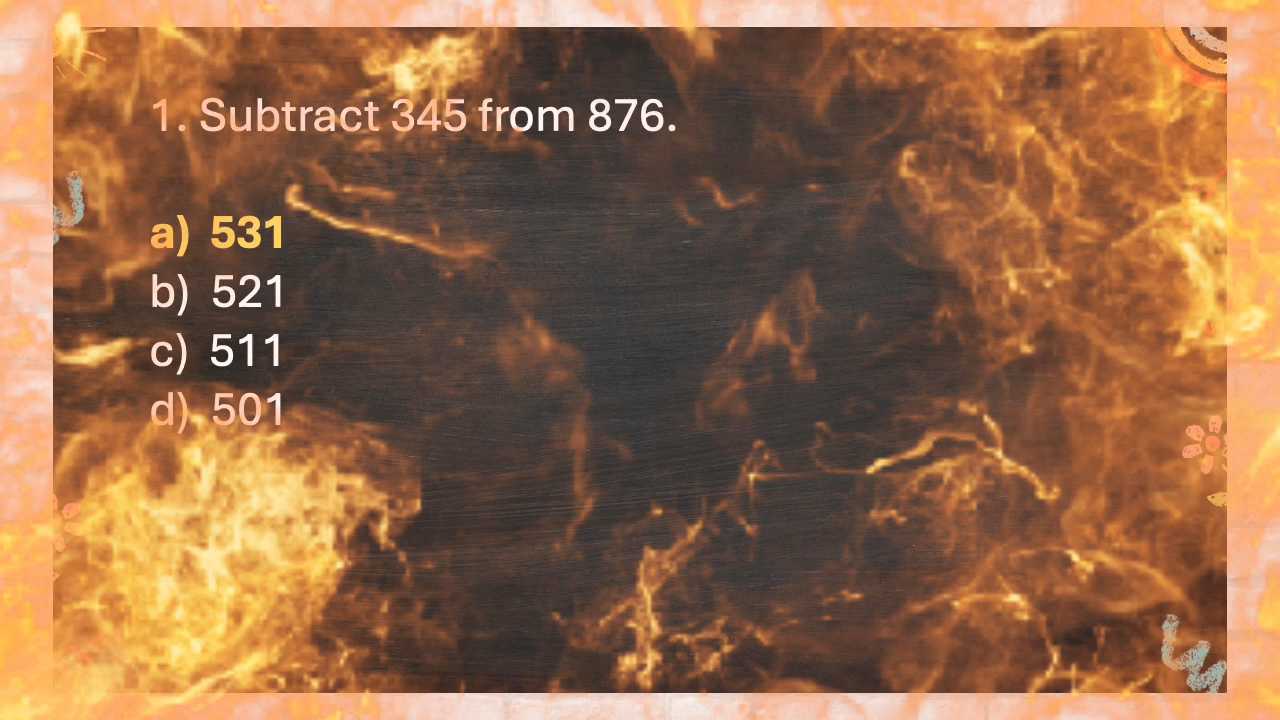 1. Subtract 345 from 876.
a) 531
b) 521
c) 511
d) 501